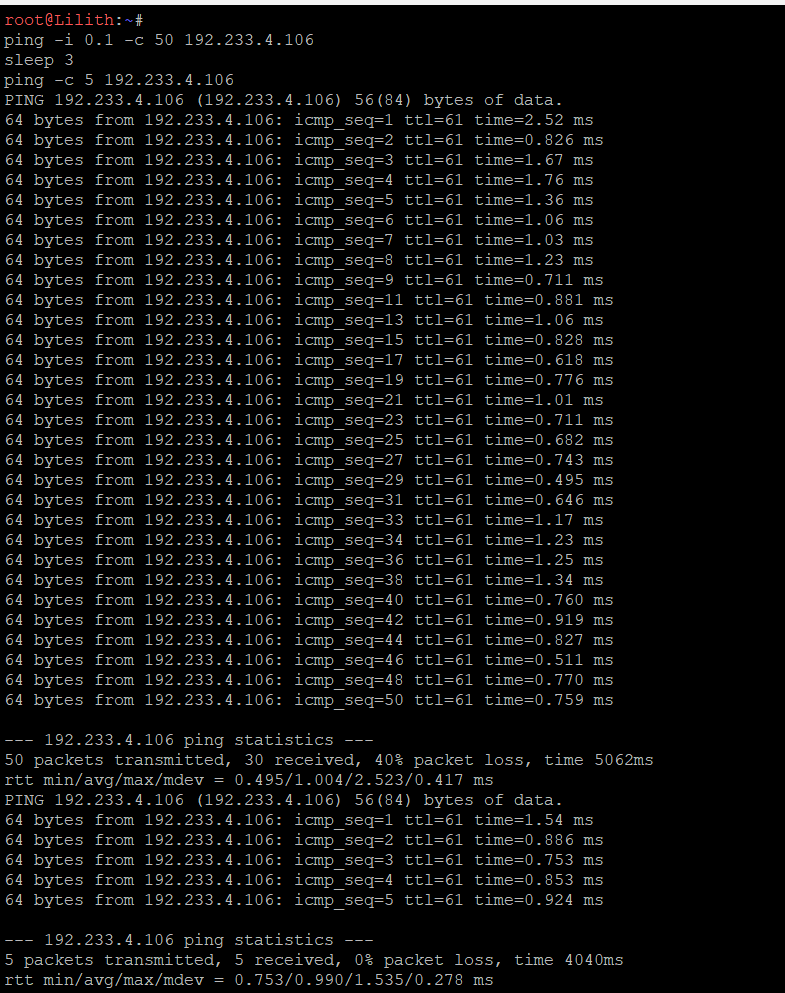 root@Lilith:~#
ping -i 0.1 -c 50 192.233.4.106
sleep 3
ping -c 5 192.233.4.106
PING 192.233.4.106 (192.233.4.106) 56(84) bytes of data.
64 bytes from 192.233.4.106: icmp_seq=1 ttl=61 time=2.52 ms
64 bytes from 192.233.4.106: icmp_seq=2 ttl=61 time=0.826 ms
64 bytes from 192.233.4.106: icmp_seq=3 ttl=61 time=1.67 ms
64 bytes from 192.233.4.106: icmp_seq=4 ttl=61 time=1.76 ms
64 bytes from 192.233.4.106: icmp_seq=5 ttl=61 time=1.36 ms
64 bytes from 192.233.4.106: icmp_seq=6 ttl=61 time=1.06 ms
64 bytes from 192.233.4.106: icmp_seq=7 ttl=61 time=1.03 ms
64 bytes from 192.233.4.106: icmp_seq=8 ttl=61 time=1.23 ms
64 bytes from 192.233.4.106: icmp_seq=9 ttl=61 time=0.711 ms
64 bytes from 192.233.4.106: icmp_seq=11 ttl=61 time=0.881 ms
64 bytes from 192.233.4.106: icmp_seq=13 ttl=61 time=1.06 ms
64 bytes from 192.233.4.106: icmp_seq=15 ttl=61 time=0.828 ms
64 bytes from 192.233.4.106: icmp_seq=17 ttl=61 time=0.618 ms
64 bytes from 192.233.4.106: icmp_seq=19 ttl=61 time=0.776 ms
64 bytes from 192.233.4.106: icmp_seq=21 ttl=61 time=1.01 ms
64 bytes from 192.233.4.106: icmp_seq=23 ttl=61 time=0.711 ms
64 bytes from 192.233.4.106: icmp_seq=25 ttl=61 time=0.682 ms
64 bytes from 192.233.4.106: icmp_seq=27 ttl=61 time=0.743 ms
64 bytes from 192.233.4.106: icmp_seq=29 ttl=61 time=0.495 ms
64 bytes from 192.233.4.106: icmp_seq=31 ttl=61 time=0.646 ms
64 bytes from 192.233.4.106: icmp_seq=33 ttl=61 time=1.17 ms
64 bytes from 192.233.4.106: icmp_seq=34 ttl=61 time=1.23 ms
64 bytes from 192.233.4.106: icmp_seq=36 ttl=61 time=1.25 ms
64 bytes from 192.233.4.106: icmp_seq=38 ttl=61 time=1.34 ms
64 bytes from 192.233.4.106: icmp_seq=40 ttl=61 time=0.760 ms
64 bytes from 192.233.4.106: icmp_seq=42 ttl=61 time=0.919 ms
64 bytes from 192.233.4.106: icmp_seq=44 ttl=61 time=0.827 ms
64 bytes from 192.233.4.106: icmp_seq=46 ttl=61 time=0.511 ms
64 bytes from 192.233.4.106: icmp_seq=48 ttl=61 time=0.770 ms
64 bytes from 192.233.4.106: icmp_seq=50 ttl=61 time=0.759 ms

--- 192.233.4.106 ping statistics ---
50 packets transmitted, 30 received, 40% packet loss, time 5062ms
rtt min/avg/max/mdev = 0.495/1.004/2.523/0.417 ms
PING 192.233.4.106 (192.233.4.106) 56(84) bytes of data.
64 bytes from 192.233.4.106: icmp_seq=1 ttl=61 time=1.54 ms
64 bytes from 192.233.4.106: icmp_seq=2 ttl=61 time=0.886 ms
64 bytes from 192.233.4.106: icmp_seq=3 ttl=61 time=0.753 ms
64 bytes from 192.233.4.106: icmp_seq=4 ttl=61 time=0.853 ms
64 bytes from 192.233.4.106: icmp_seq=5 ttl=61 time=0.924 ms

--- 192.233.4.106 ping statistics ---
5 packets transmitted, 5 received, 0% packet loss, time 4040ms
rtt min/avg/max/mdev = 0.753/0.990/1.535/0.278 ms